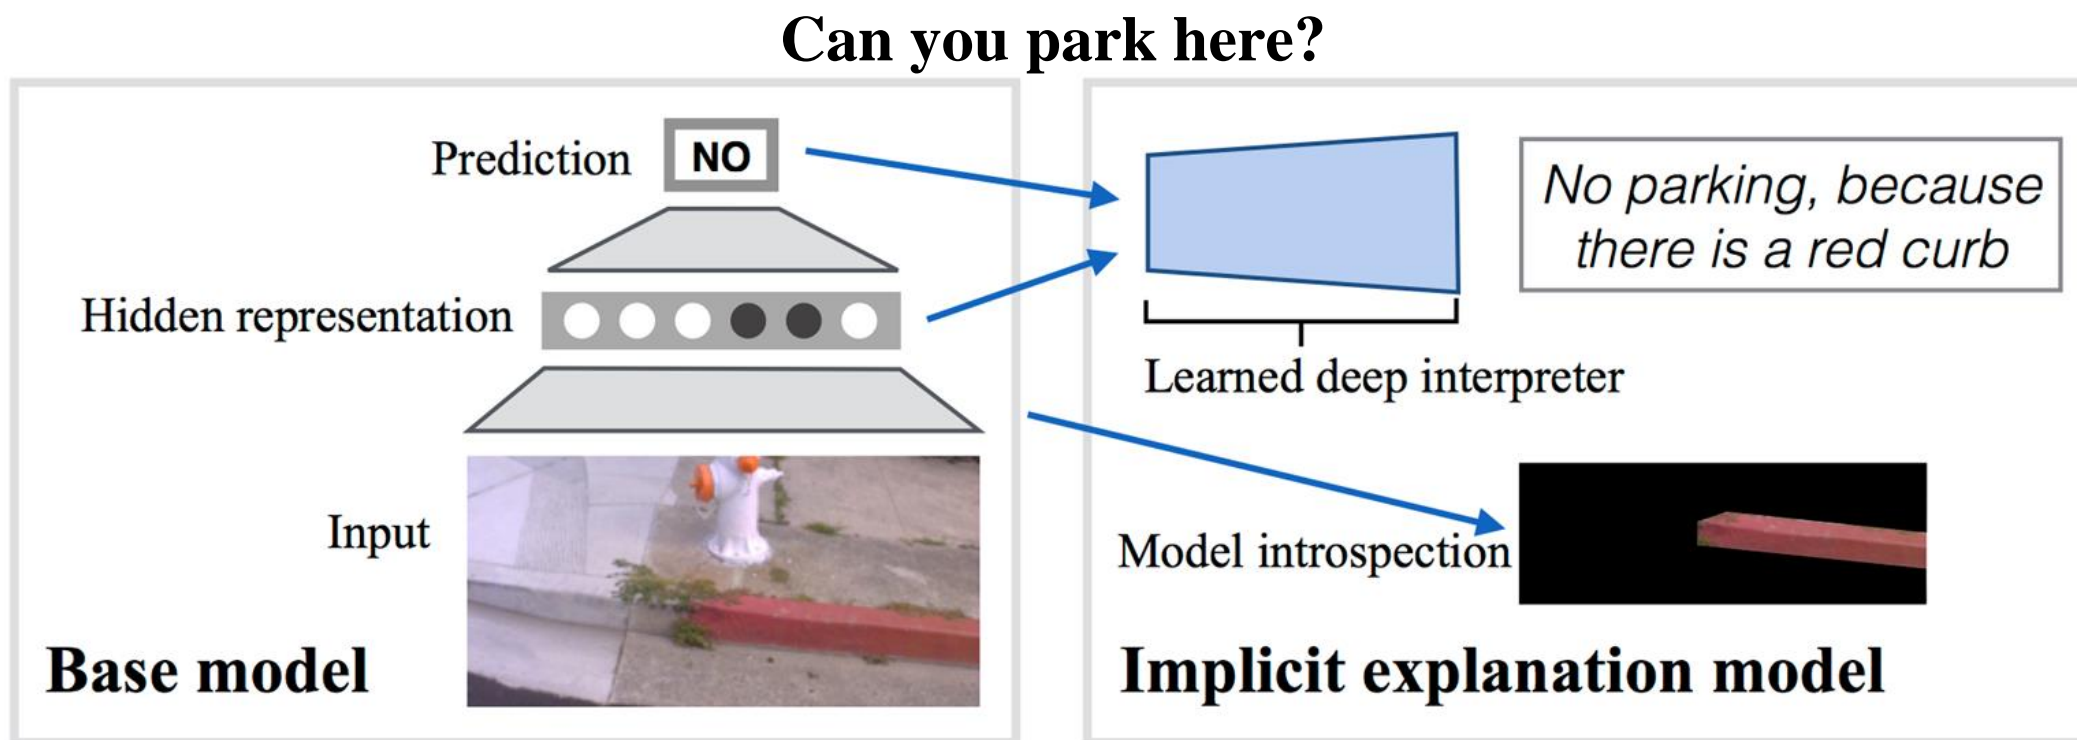 Can you park here?
Prediction
NO
Hidden representation
Input
Base model
No parking, because
there is a red curb
Learned deep interpreter
Model introspection
Implicit explanation model